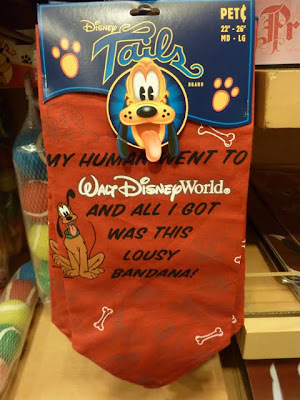 DISNEY
Tails
BRAND
PET¢
22" - 26"
MD - LG
MY HUMAN WENT TO
WALT DISNEY World®
AND ALL I GOT
WAS THIS
LOUSY
BANDANA!